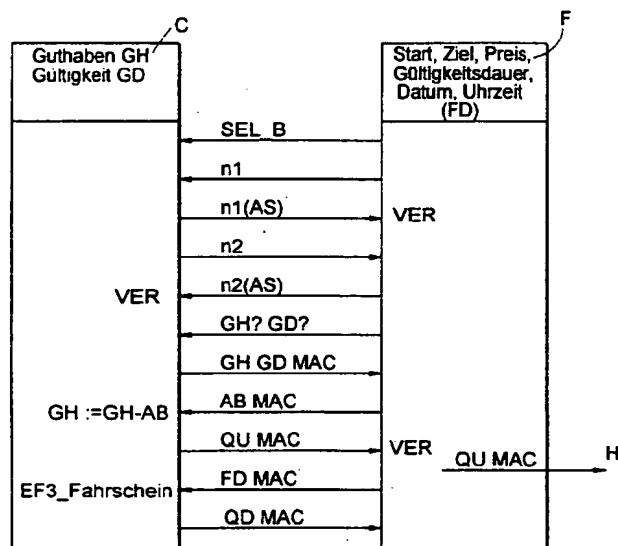 C
Guthaben GH
Gültigkeit GD
F
Start, Ziel, Preis,
Gültigkeitsdauer,
Datum, Uhrzeit
(FD)
SEL_B
n1
n1(AS)
VER
n2
VER
n2(AS)
GH? GD?
GH GD MAC
GH :=GH-AB
AB MAC
QU MAC
VER
QU MAC
H
EF3_Fahrschein
FD MAC
QD MAC